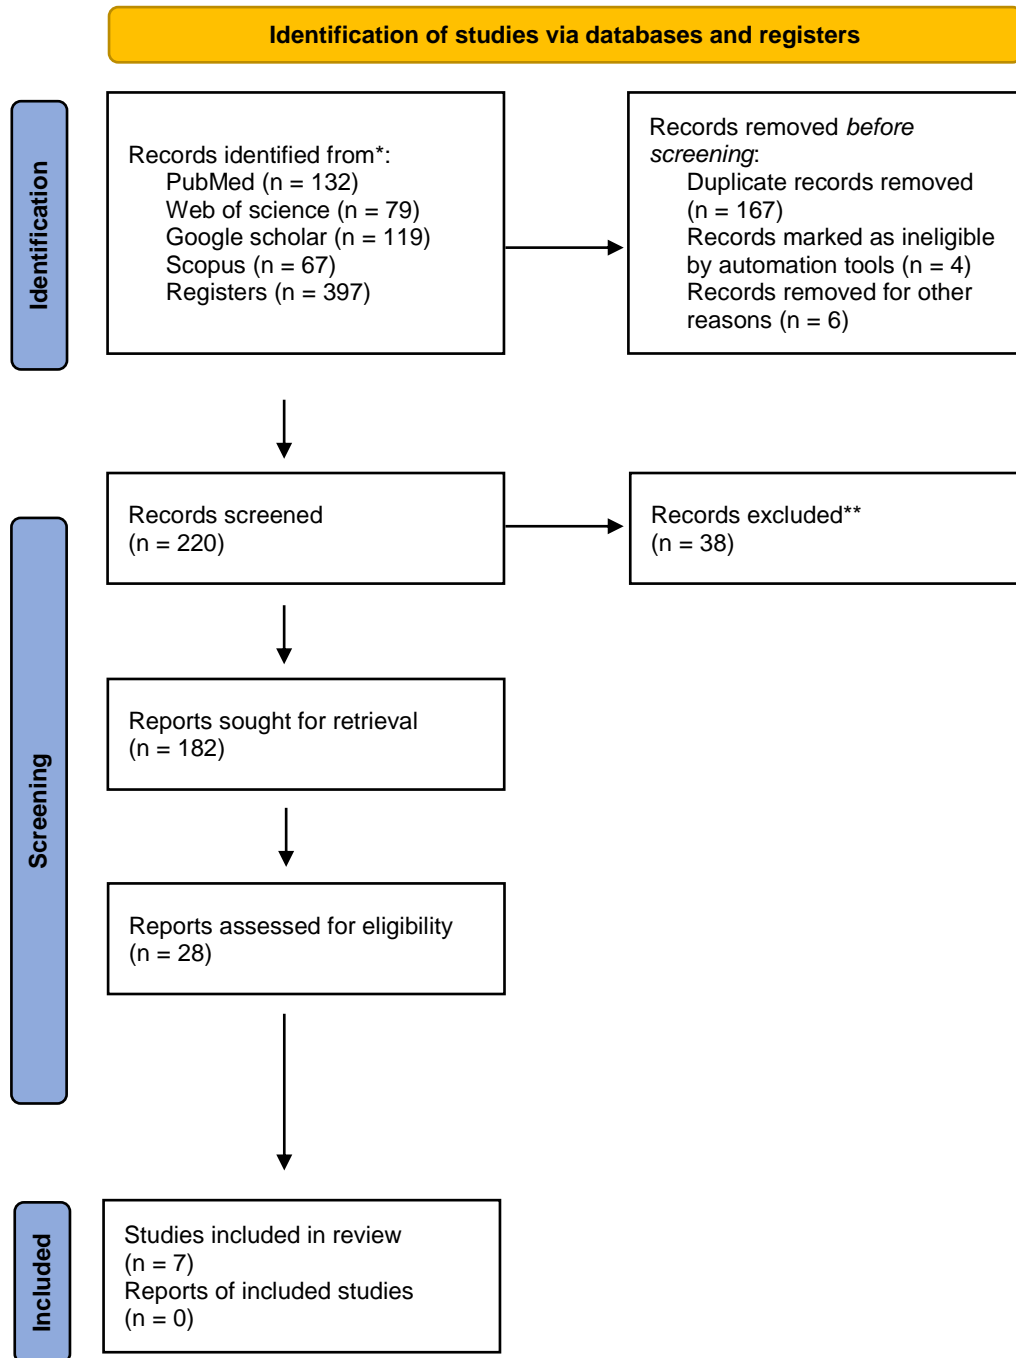 Identification of studies via databases and registers
Identification
Records identified from*:
PubMed (n = 132)
Web of science (n = 79)
Google scholar (n = 119)
Scopus (n = 67)
Registers (n = 397)
Records removed before
screening:
Duplicate records removed
(n = 167)
Records marked as ineligible
by automation tools (n = 4)
Records removed for other
reasons (n = 6)
Screening
Records screened
(n = 220)
Records excluded**
(n = 38)
Reports sought for retrieval
(n = 182)
Reports assessed for eligibility
(n = 28)
Included
Studies included in review
(n = 7)
Reports of included studies
(n = 0)